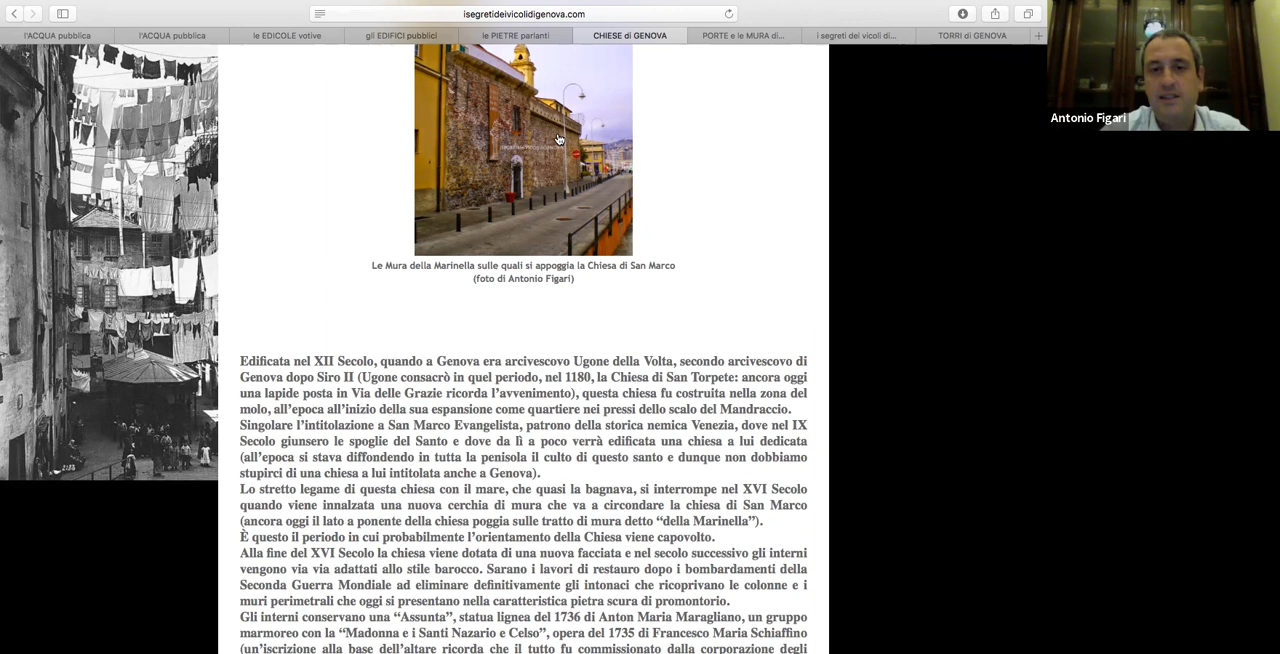 isegretideivicolidigenova.com
l'ACQUA pubblica
l'ACQUA pubblica
le EDICOLE votive
gli EDIFICI pubblici
le PIETRE parlanti
CHIESE di GENOVA
PORTE e le MURA di...
i segreti dei vicoli di...
TORRI di GENOVA
Antonio Figari
Le Mura della Marinella sulle quali si appoggia la Chiesa di San Marco
(foto di Antonio Figari)
Edificata nel XII Secolo, quando a Genova era arcivescovo Ugone della Volta, secondo arcivescovo di
Genova dopo Siro II (Ugone consacrò in quel periodo, nel 1180, la Chiesa di San Torpete: ancora oggi
una lapide posta in Via delle Grazie ricorda l’avvenimento), questa chiesa fu costruita nella zona del
molo, all’epoca all’inizio della sua espansione come quartiere nei pressi dello scalo del Mandraccio.
Singolare l’intitolazione a San Marco Evangelista, patrono della storica nemica Venezia, dove nel IX
Secolo giunsero le spoglie del Santo e dove da lì a poco verrà edificata una chiesa a lui dedicata
(all’epoca si stava diffondendo in tutta la penisola il culto di questo santo e dunque non dobbiamo
stupirci di una chiesa a lui intitolata anche a Genova).
Lo stretto legame di questa chiesa con il mare, che quasi la bagnava, si interrompe nel XVI Secolo
quando viene innalzata una nuova cerchia di mura che va a circondare la chiesa di San Marco
(ancora oggi il lato a ponente della chiesa poggia sulle tratto di mura detto “della Marinella”).
È questo il periodo in cui probabilmente l’orientamento della Chiesa viene capovolto.
Alla fine del XVI Secolo la chiesa viene dotata di una nuova facciata e nel secolo successivo gli interni
vengono via via adattati allo stile barocco. Sarano i lavori di restauro dopo i bombardamenti della
Seconda Guerra Mondiale ad eliminare definitivamente gli intonaci che ricoprivano le colonne e i
muri perimetrali che oggi si presentano nella caratteristica pietra scura di promontorio.
Gli interni conservano una “Assunta”, statua lignea del 1736 di Anton Maria Maragliano, un gruppo
marmoreo con la “Madonna e i Santi Nazario e Celso”, opera del 1735 di Francesco Maria Schiaffino
(un’iscrizione alla base dell’altare ricorda che il tutto fu commissionato dalla corporazione degli